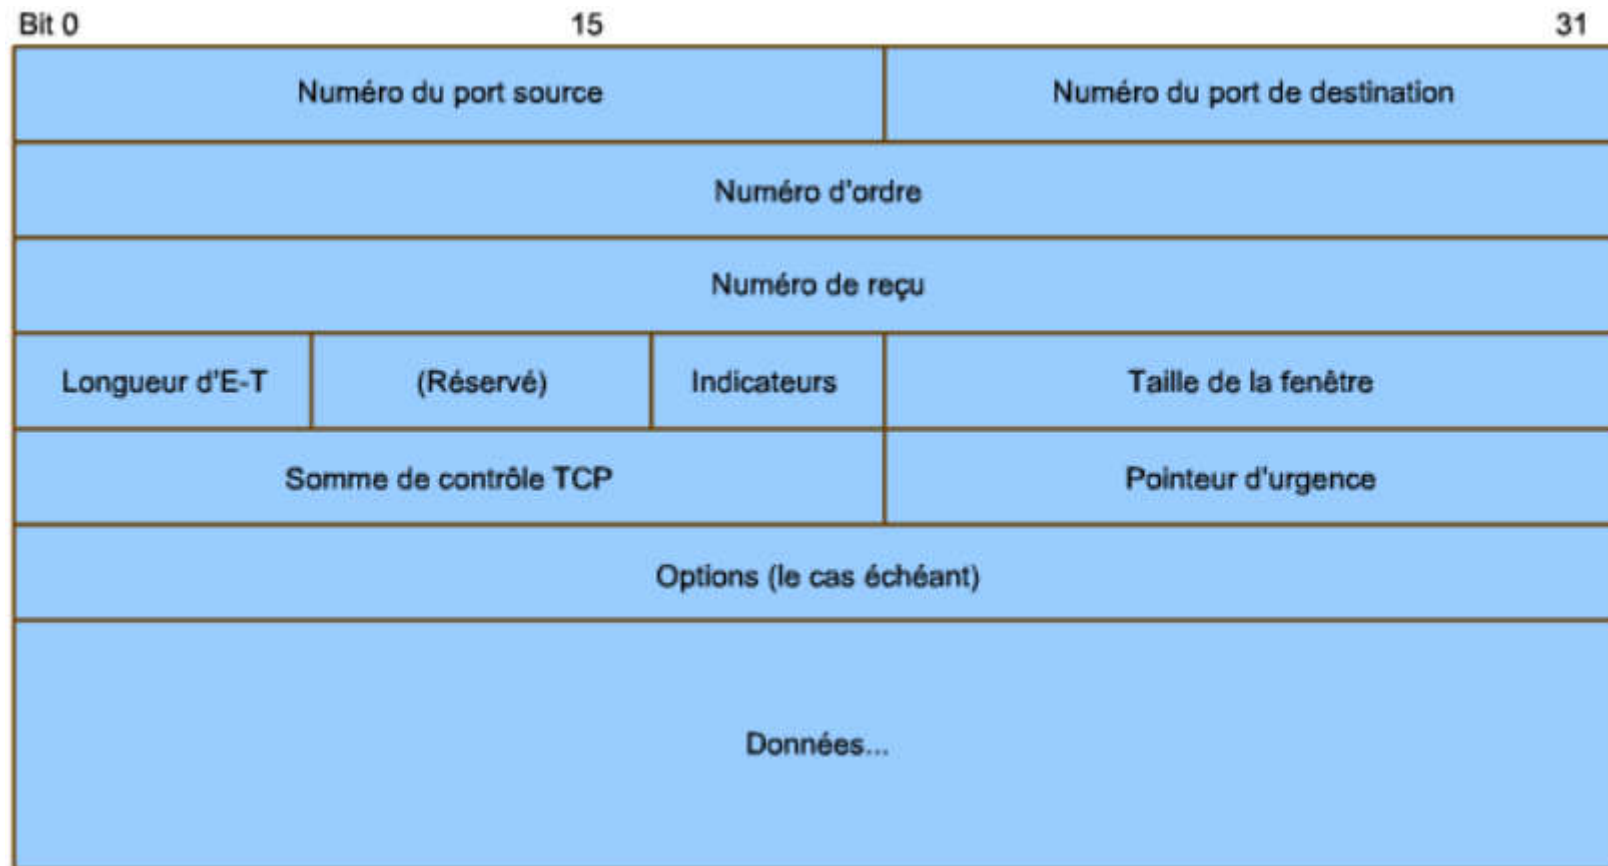 Bit 0 15 31
Numéro du port source Numéro du port de destination
Numéro d'ordre
Numéro de reçu
Longueur d'E-T (Réservé) Indicateurs Taille de la fenêtre
Somme de contrôle TCP Pointeur d'urgence
Options (le cas échéant)
Données...